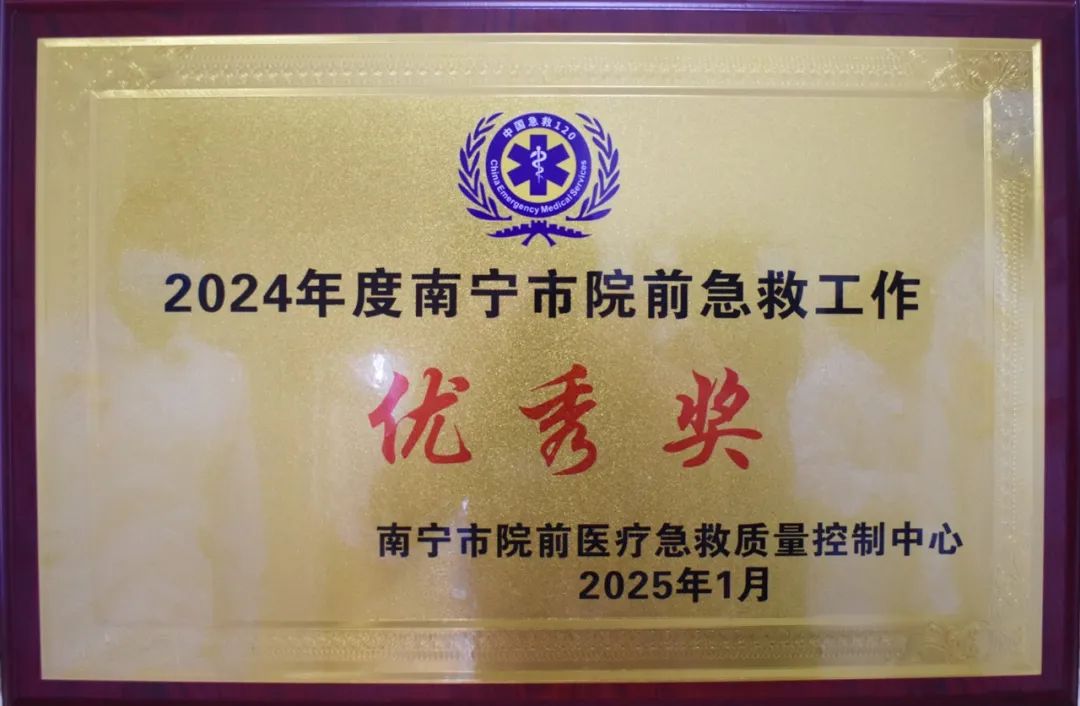 中国急救120
China Emergency Medical Services
2024年度南宁市院前急救工作
优秀奖
南宁市院前医疗急救质量控制中心
2025年1月